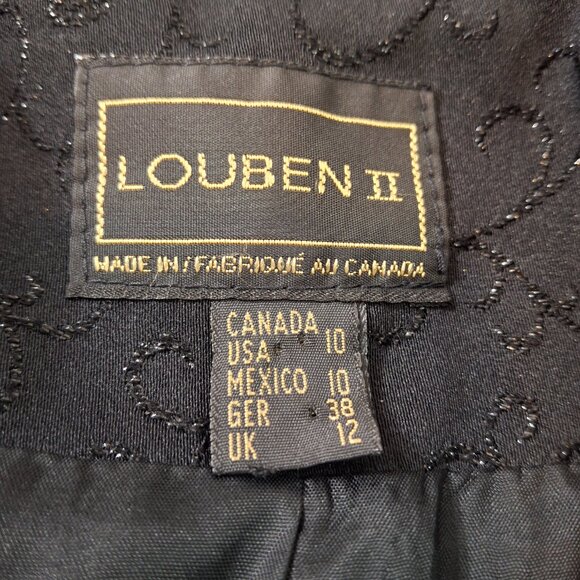 LOUBEN II
MADE IN / FABRIQUÉ AU CANADA
CANADA
USA 10
MEXICO 10
GER 38
UK 12